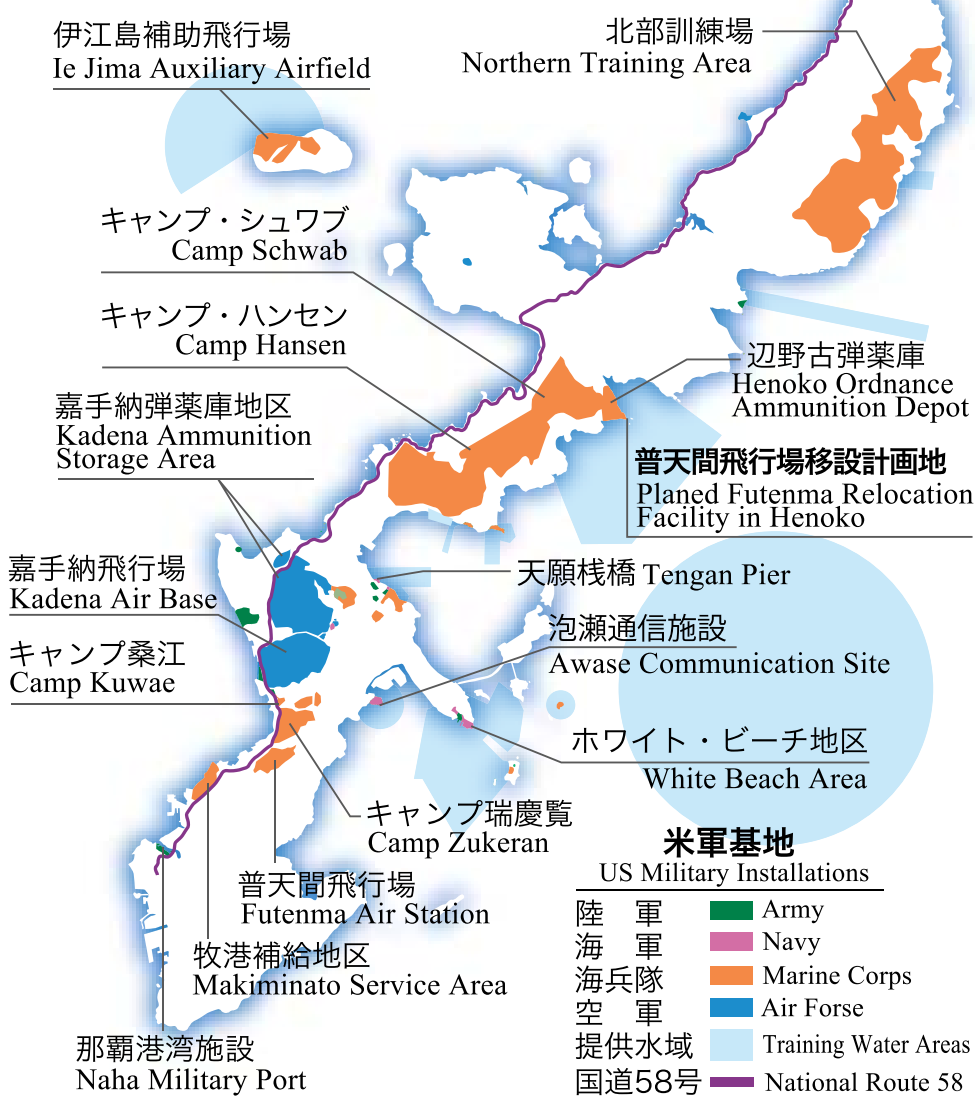 伊江島補助飛行場
Ie Jima Auxiliary Airfield
北部訓練場
Northern Training Area
キャンプ・シュワブ
Camp Schwab
キャンプ・ハンセン
Camp Hansen
辺野古弾薬庫
Henoko Ordnance
Ammunition Depot
嘉手納弾薬庫地区
Kadena Ammunition
Storage Area
普天間飛行場移設計画地
Planed Futenma Relocation
Facility in Henoko
嘉手納飛行場
Kadena Air Base
天願桟橋 Tengan Pier
泡瀬通信施設
Awase Communication Site
キャンプ桑江
Camp Kuwae
ホワイト・ビーチ地区
White Beach Area
キャンプ瑞慶覧
Camp Zukeran
普天間飛行場
Futenma Air Station
牧港補給地区
Makiminato Service Area
那覇港湾施設
Naha Military Port
米軍基地
US Military Installations
陸 軍 Army
海 軍 Navy
海兵隊 Marine Corps
空 軍 Air Forse
提供水域 Training Water Areas
国道58号 National Route 58